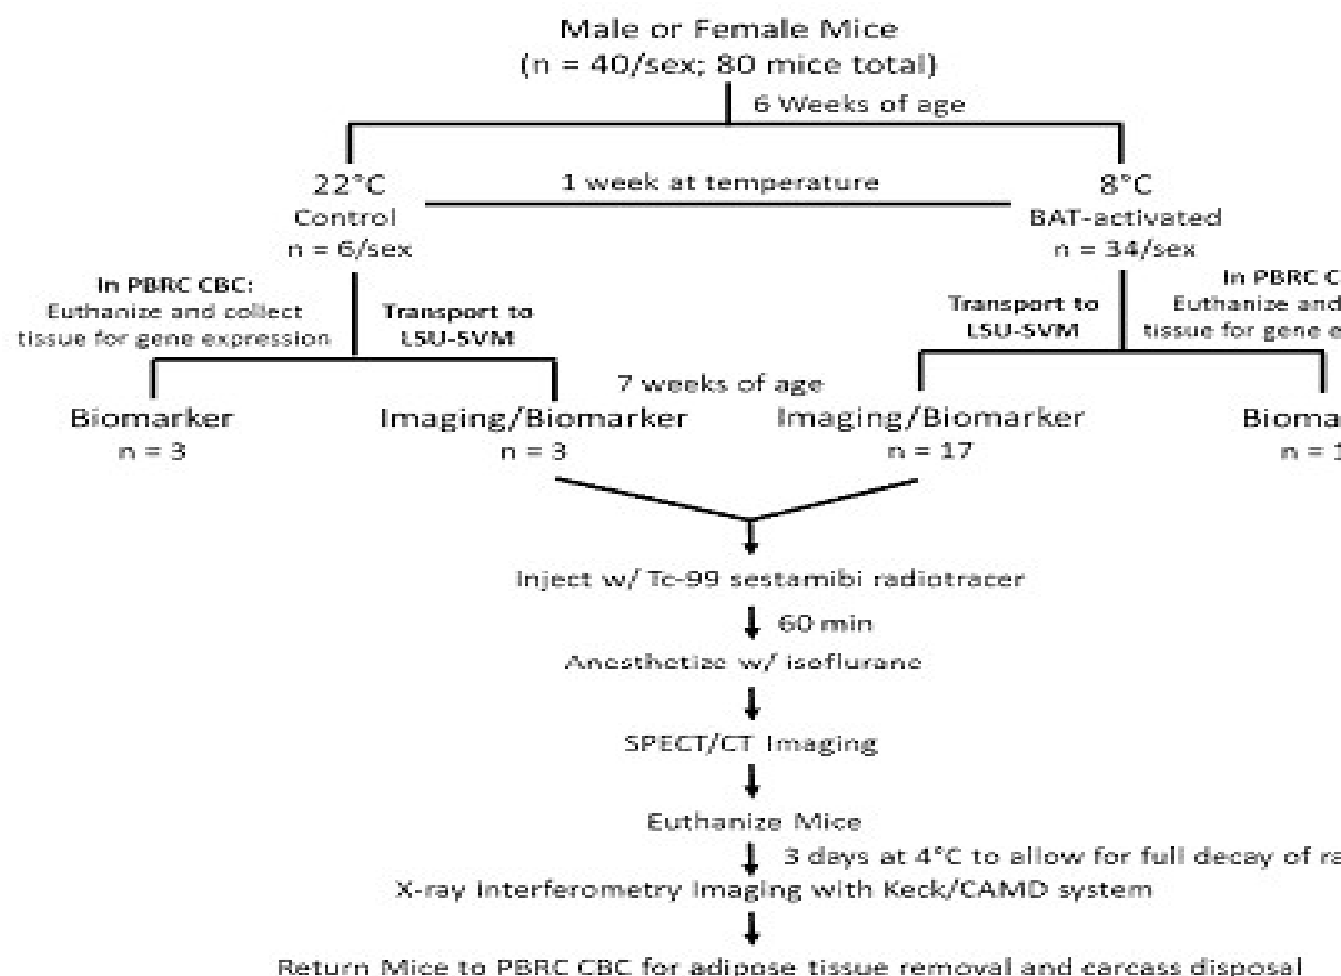 Male or Female Mice
(n = 40/sex; 80 mice total)
6 Weeks of age
22°C
Control
n = 6/sex
1 week at temperature
8°C
BAT-activated
n = 34/sex
In PBRC CBC:
Euthanize and collect
tissue for gene expression
Transport to
LSU-SVM
Transport to
LSU-SVM
In PBRC
Euthanize and
tissue for gene
7 weeks of age
Biomarker
n = 3
Imaging/Biomarker
n = 3
Imaging/Biomarker
n = 17
n =
Inject w/ Tc-99 sestamibi radiotracer
60 min
Anesthetize w/ isoflurane
SPECT/CT Imaging
Euthanize Mice
3 days at 4°C to allow for full decay of
X-ray Interferometry Imaging with Keck/CAMD system
Return Mice to PBRC CBC for adipose tissue removal and carcass disposal